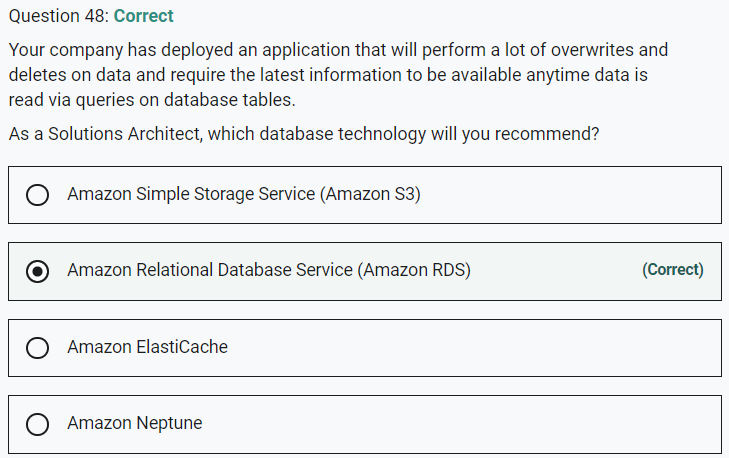 Question 48: Correct
Your company has deployed an application that will perform a lot of overwrites and
deletes on data and require the latest information to be available anytime data is
read via queries on database tables.
As a Solutions Architect, which database technology will you recommend?
Amazon Simple Storage Service (Amazon S3)
Amazon Relational Database Service (Amazon RDS) (Correct)
Amazon ElastiCache
Amazon Neptune